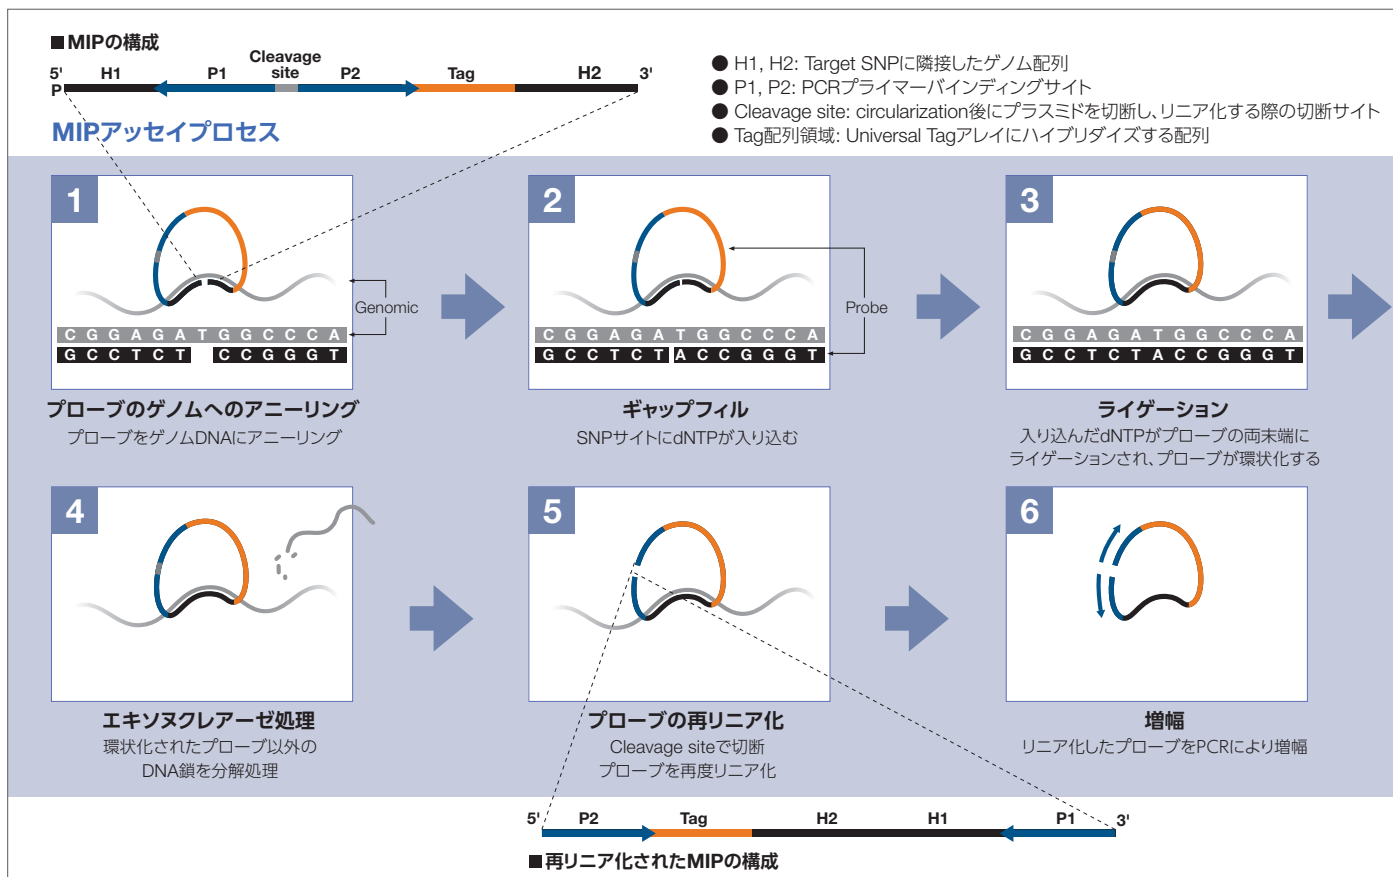 ■MIPの構成
5' H1 P1 Cleavage site P2 Tag H2 3'
P
● H1, H2: Target SNPに隣接したゲノム配列
● P1, P2: PCRプライマーバインディングサイト
● Cleavage site: circularization後にプラスミドを切断し、リニア化する際の切断サイト
● Tag配列領域: Universal Tagアレイにハイブリダイズする配列
MIPアッセイプロセス
1
Genomic
C G G A G A T G G C C C A
G C C T C T C C G G G T
プローブのゲノムへのアニーリング
プローブをゲノムDNAにアニーリング
2
Probe
C G G A G A T G G C C C A
G C C T C T A C C G G G T
ギャップフィル
SNPサイトにdNTPが入り込む
3
C G G A G A T G G C C C A
G C C T C T A C C G G G T
ライゲーション
入り込んだdNTPがプローブの両末端に
ライゲーションされ、プローブが環状化する
4
エキソヌクレアーゼ処理
環状化されたプローブ以外の
DNA鎖を分解処理
5
プローブの再リニア化
Cleavage siteで切断
プローブを再度リニア化
6
増幅
リニア化したプローブをPCRにより増幅
5' P2 Tag H2 H1 P1 3'
■再リニア化されたMIPの構成